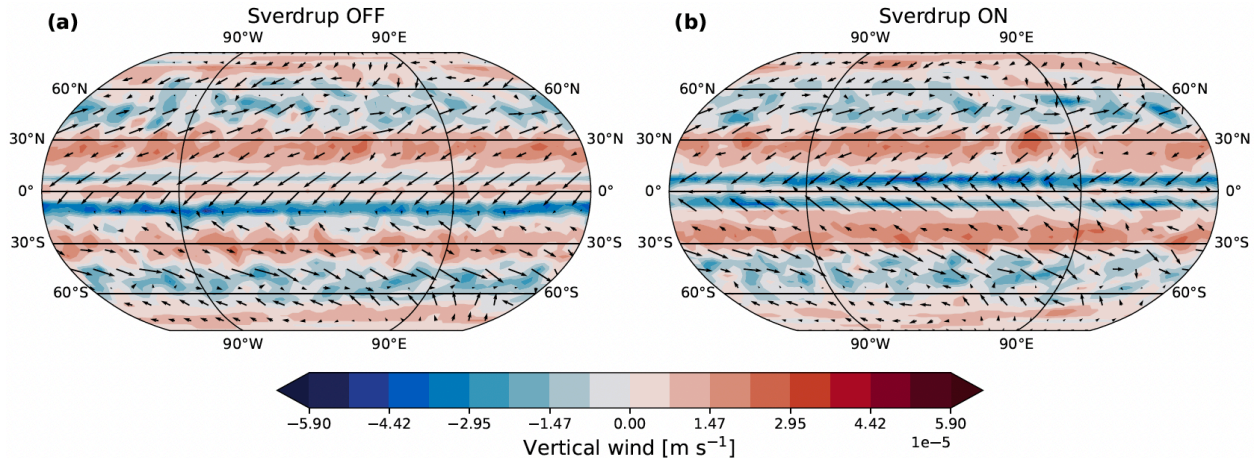 (a) Sverdrup OFF
(b) Sverdrup ON
90°W 90°E
90°W 90°E
60°N
60°N
30°N
30°N
0°
0°
0°
0°
30°S
30°S
30°S
30°S
60°S
60°S
60°S
60°S
90°W 90°E
90°W 90°E
60°N
60°N
30°N
30°N
−5.90 −4.42 −2.95 −1.47 0.00 1.47 2.95 4.42 5.90
1e−5
Vertical wind [m s⁻¹]